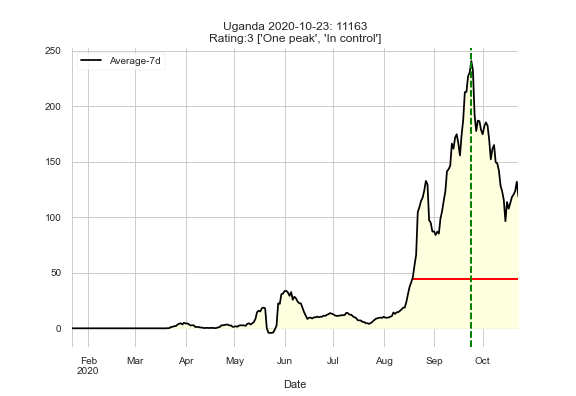 Uganda 2020-10-23: 11163
Rating:3 ['One peak', 'In control']
Average-7d
250
200
150
100
50
0
Feb Mar Apr May Jun Jul Aug Sep Oct
2020
Date